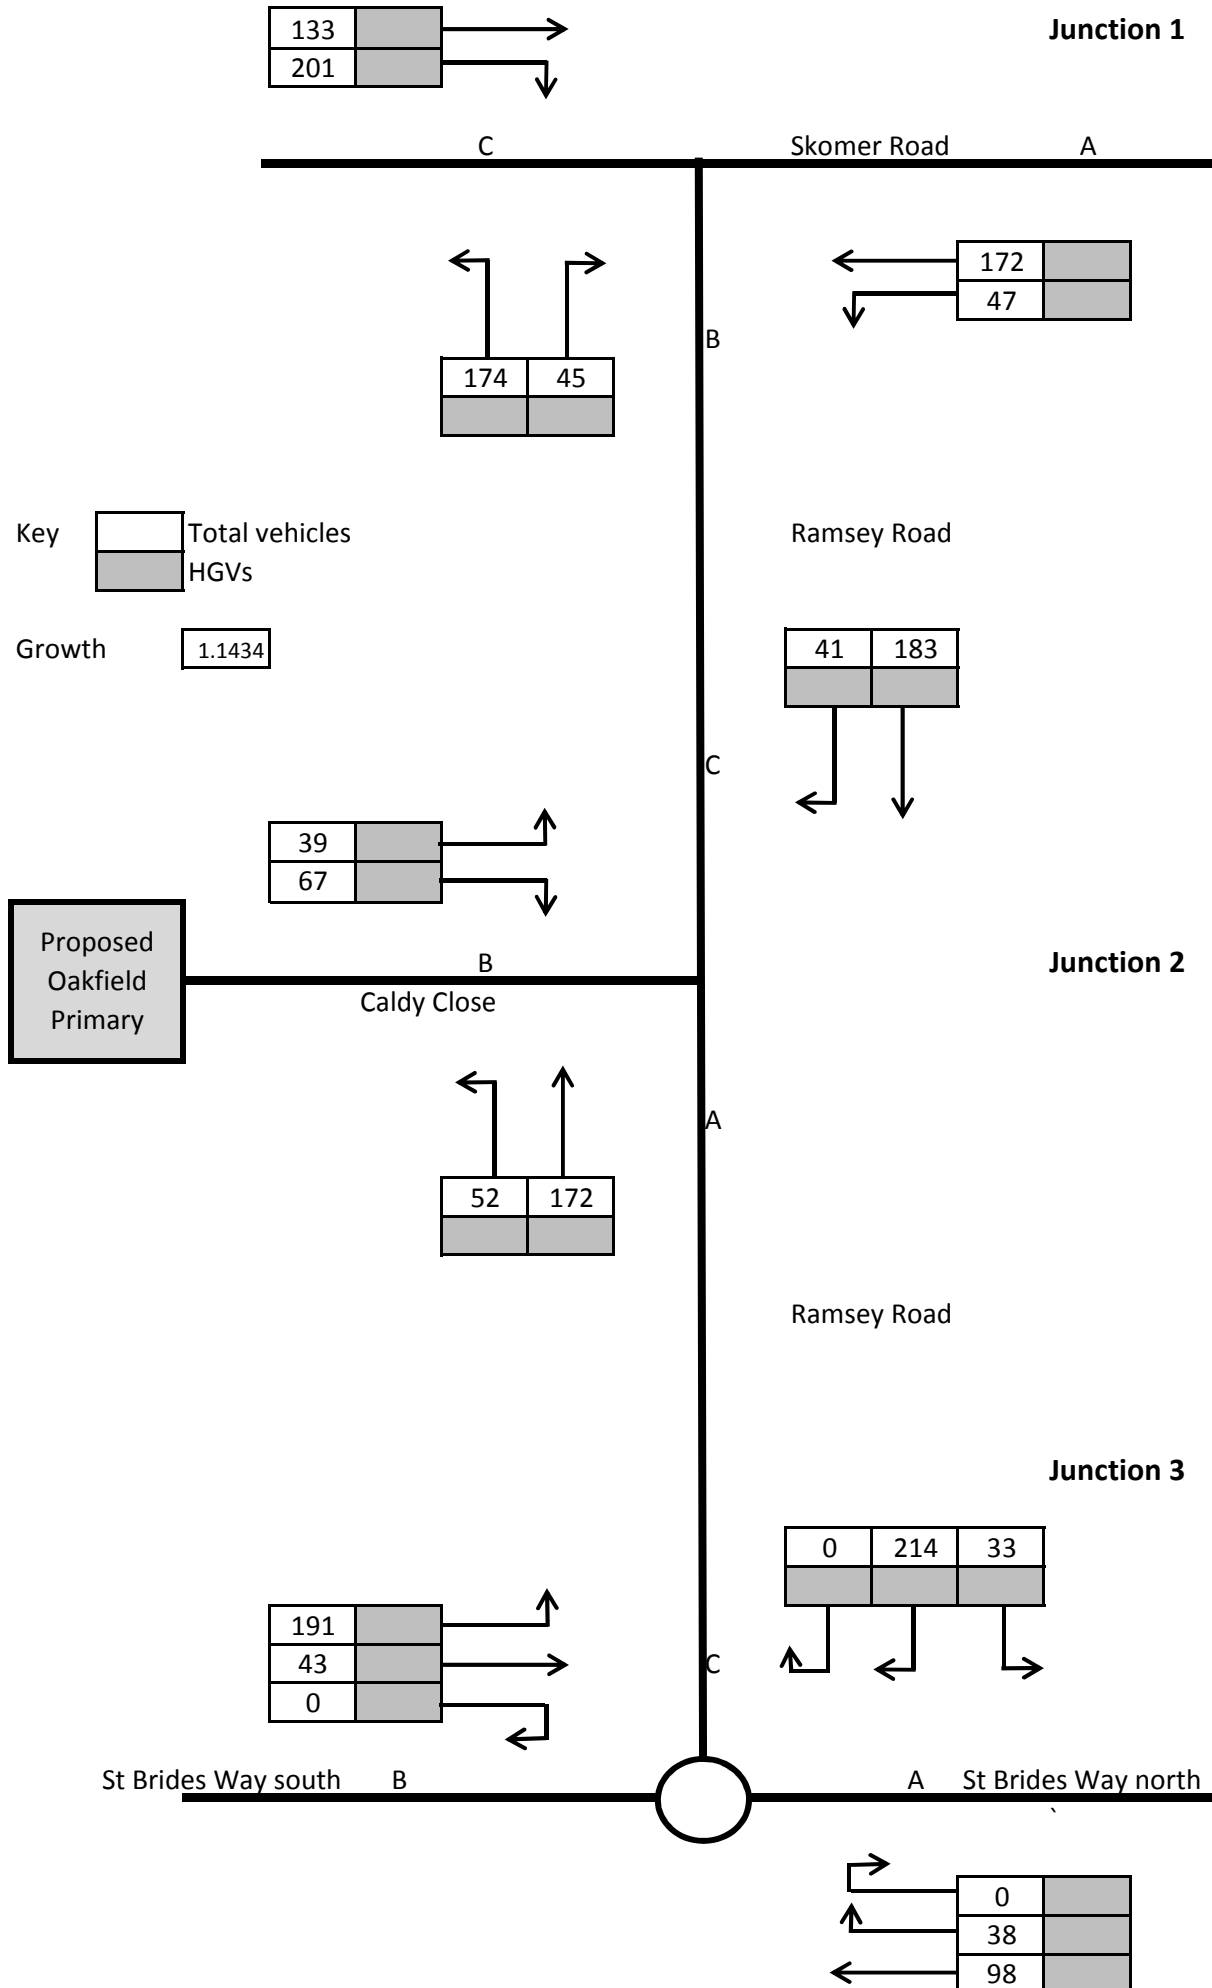 133
Junction 1
201
C
Skomer Road
A
172
47
B
174 45
Key
Total vehicles
HGVs
Ramsey Road
Growth
1.1434
41 183
C
39
67
Proposed
Oakfield
Primary
B
Caldy Close
Junction 2
A
52 172
Ramsey Road
Junction 3
0 214 33
191
43
0
C
St Brides Way south
B
A
St Brides Way north
`
0
38
98